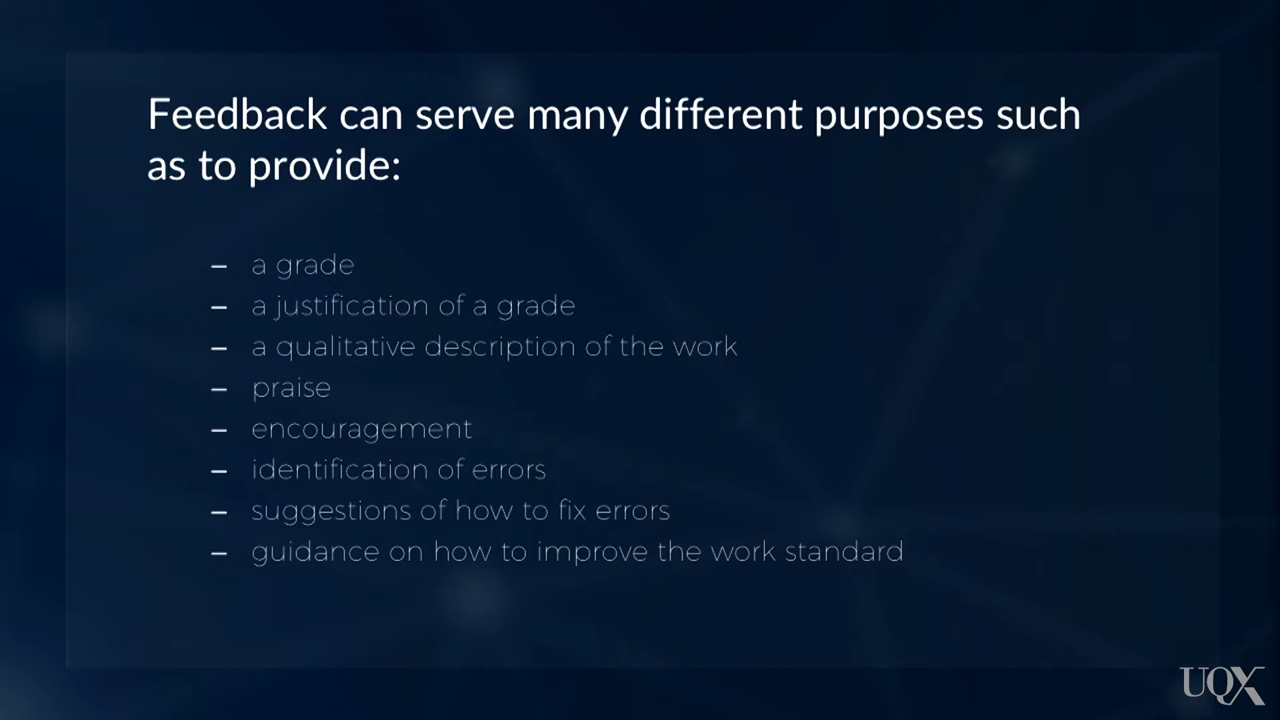 Feedback can serve many different purposes such
as to provide:
– a grade
– a justification of a grade
– a qualitative description of the work
– praise
– encouragement
– identification of errors
– suggestions of how to fix errors
– guidance on how to improve the work standard
UQX